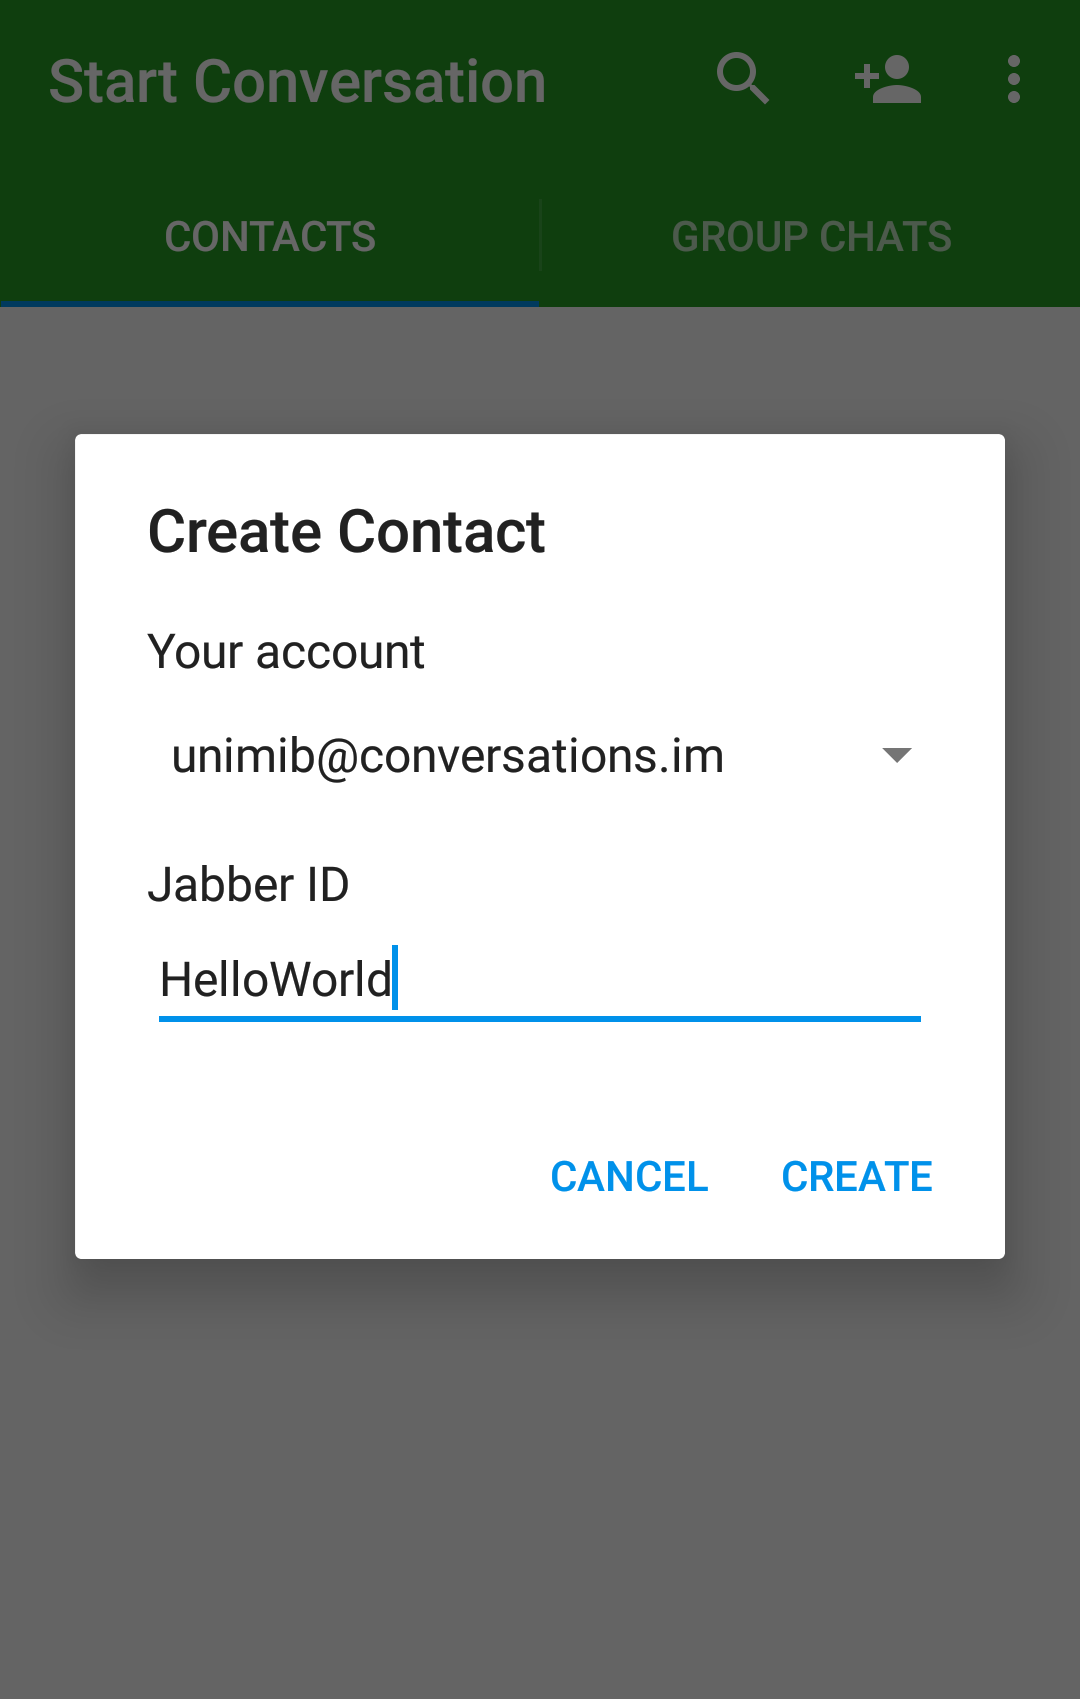 Start Conversation
CONTACTS
GROUP CHATS
Create Contact
Your account
unimib@conversations.im
Jabber ID
HelloWorld
CANCEL
CREATE